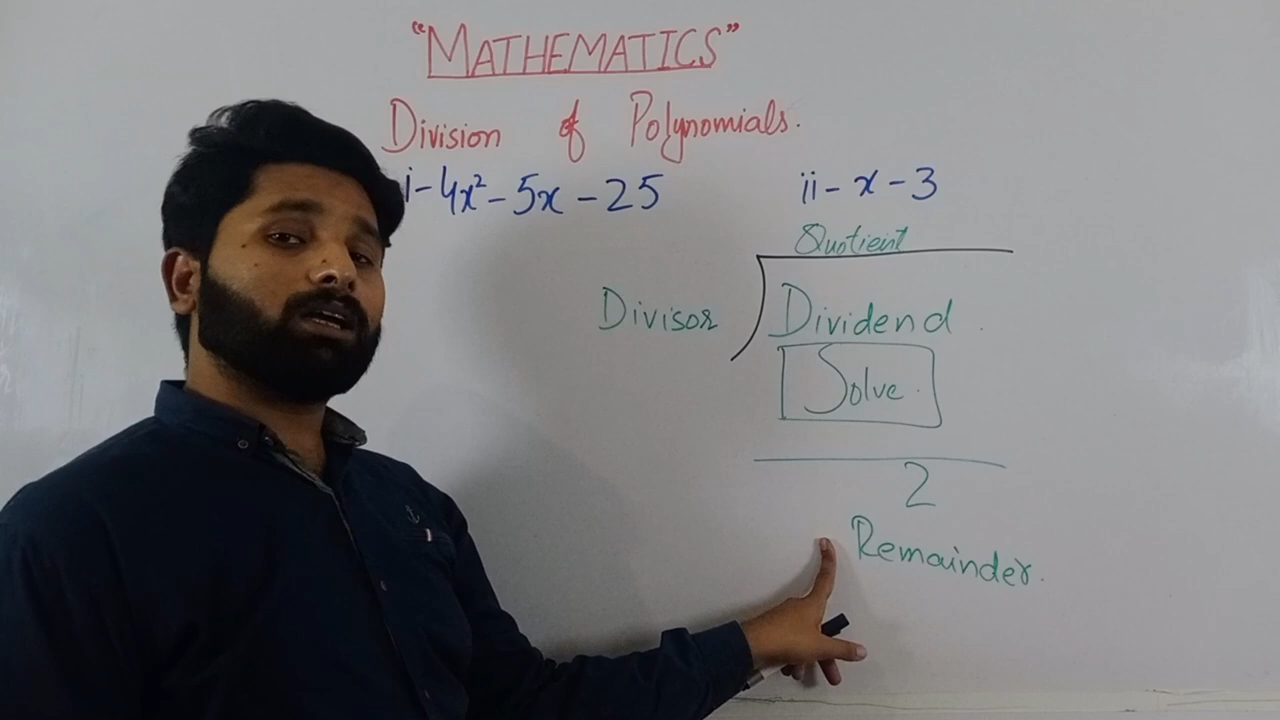 “MATHEMATICS”
Division of Polynomials.
i- 4x² - 5x - 25
ii- x - 3
Quotient
Divisor
Dividend.
Solve.
2
Remainder.